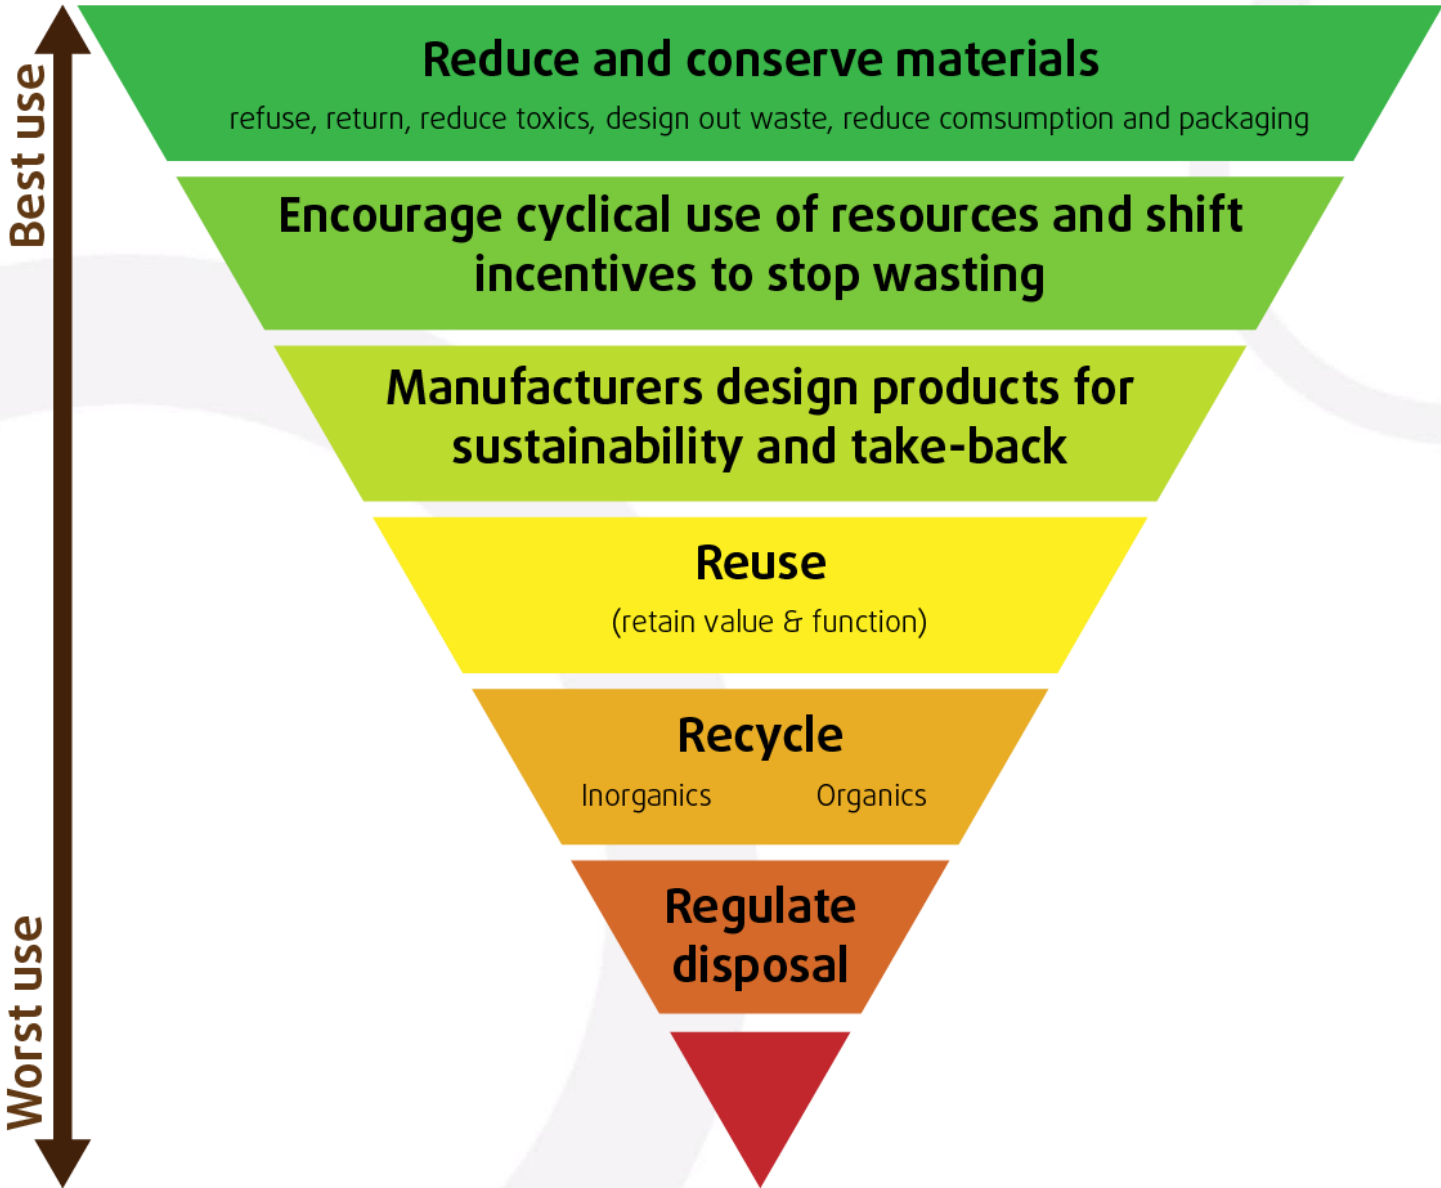 Best use
Reduce and conserve materials
refuse, return, reduce toxics, design out waste, reduce comsumption and packaging
Encourage cyclical use of resources and shift
incentives to stop wasting
Manufacturers design products for
sustainability and take-back
Reuse
(retain value & function)
Recycle
Inorganics Organics
Regulate
disposal
Worst use